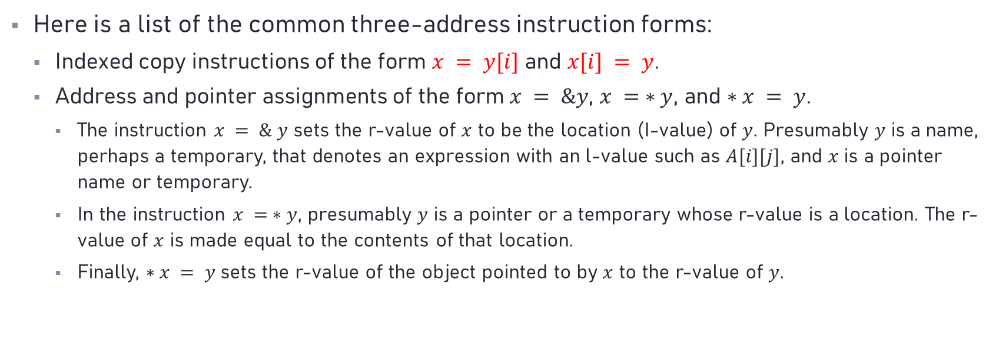 ▪ Here is a list of the common three-address instruction forms:
▪ Indexed copy instructions of the form x = y[i] and x[i] = y.
▪ Address and pointer assignments of the form x = &y, x =* y, and * x = y.
▪ The instruction x = & y sets the r-value of x to be the location (I-value) of y. Presumably y is a name,
perhaps a temporary, that denotes an expression with an l-value such as A[i][j], and x is a pointer
name or temporary.
▪ In the instruction x =* y, presumably y is a pointer or a temporary whose r-value is a location. The r-
value of x is made equal to the contents of that location.
▪ Finally, * x = y sets the r-value of the object pointed to by x to the r-value of y.